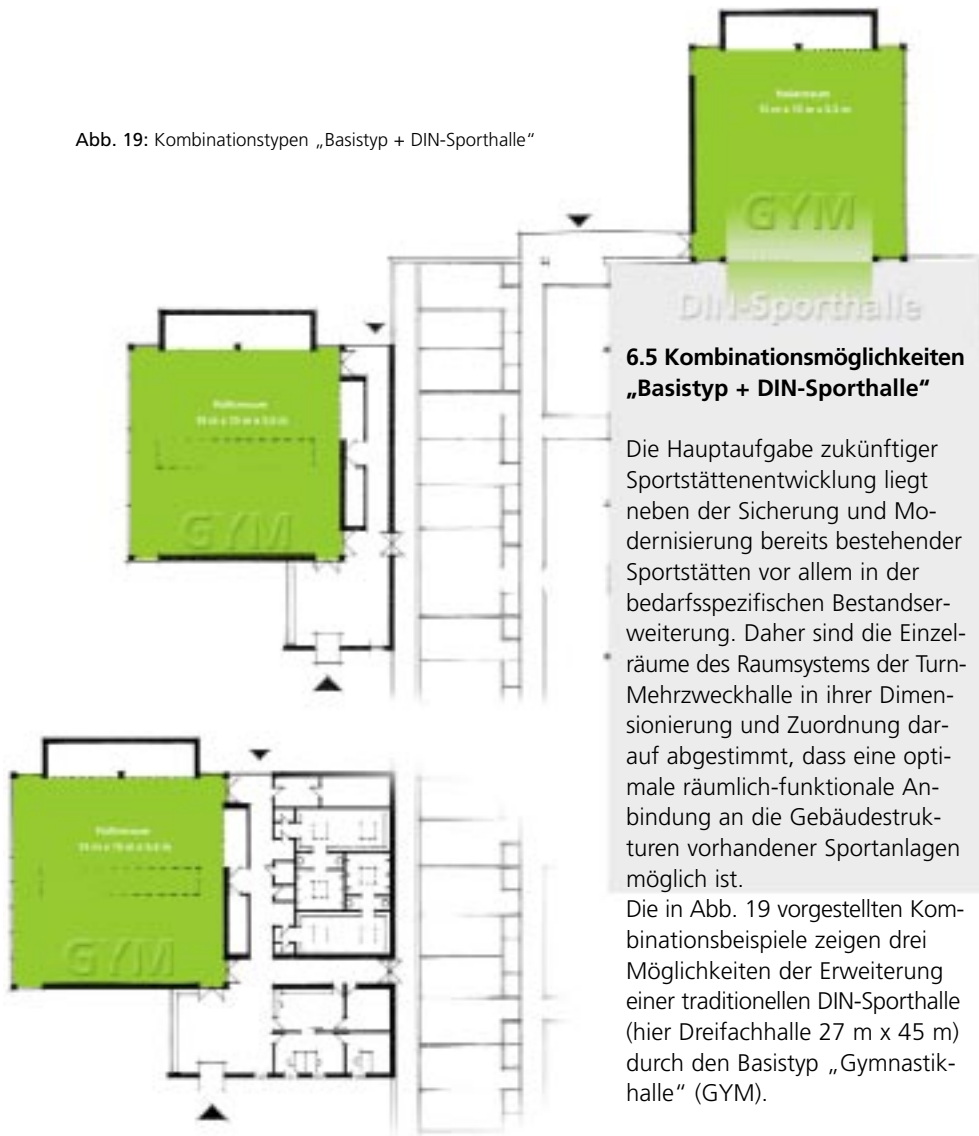 Abb. 19: Kombinationstypen „Basistyp + DIN-Sporthalle“
GYM
DIN-Sporthalle
GYM
GYM
6.5 Kombinationsmöglichkeiten
„Basistyp + DIN-Sporthalle“
Die Hauptaufgabe zukünftiger
Sportstättenentwicklung liegt
neben der Sicherung und Mo-
dernisierung bereits bestehender
Sportstätten vor allem in der
bedarfsspezifischen Bestandser-
weiterung. Daher sind die Einzel-
räume des Raumsystems der Turn-
Mehrzweckhalle in ihrer Dimen-
sionierung und Zuordnung dar-
auf abgestimmt, dass eine opti-
male räumlich-funktionale An-
bindung an die Gebäudestruk-
turen vorhandener Sportanlagen
möglich ist.
Die in Abb. 19 vorgestellten Kom-
binationsbeispiele zeigen drei
Möglichkeiten der Erweiterung
einer traditionellen DIN-Sporthalle
(hier Dreifachhalle 27 m x 45 m)
durch den Basistyp „Gymnastik-
halle“ (GYM).